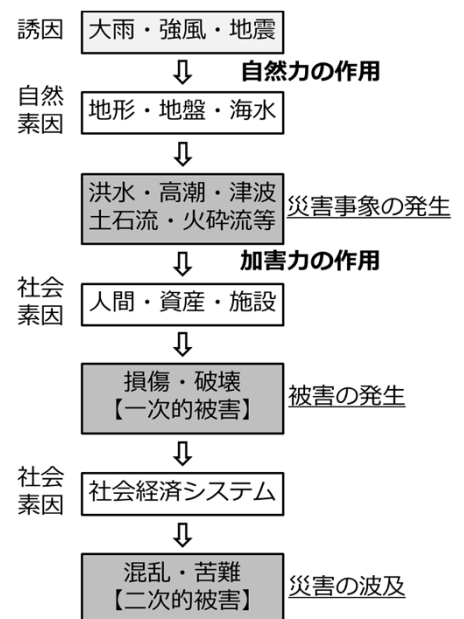 誘因
大雨・強風・地震
自然力の作用
自然
素因
地形・地盤・海水
洪水・高潮・津波
土石流・火砕流等
災害事象の発生
加害力の作用
社会
素因
人間・資産・施設
損傷・破壊
【一次的被害】
被害の発生
社会
素因
社会経済システム
混乱・苦難
【二次的被害】
災害の波及